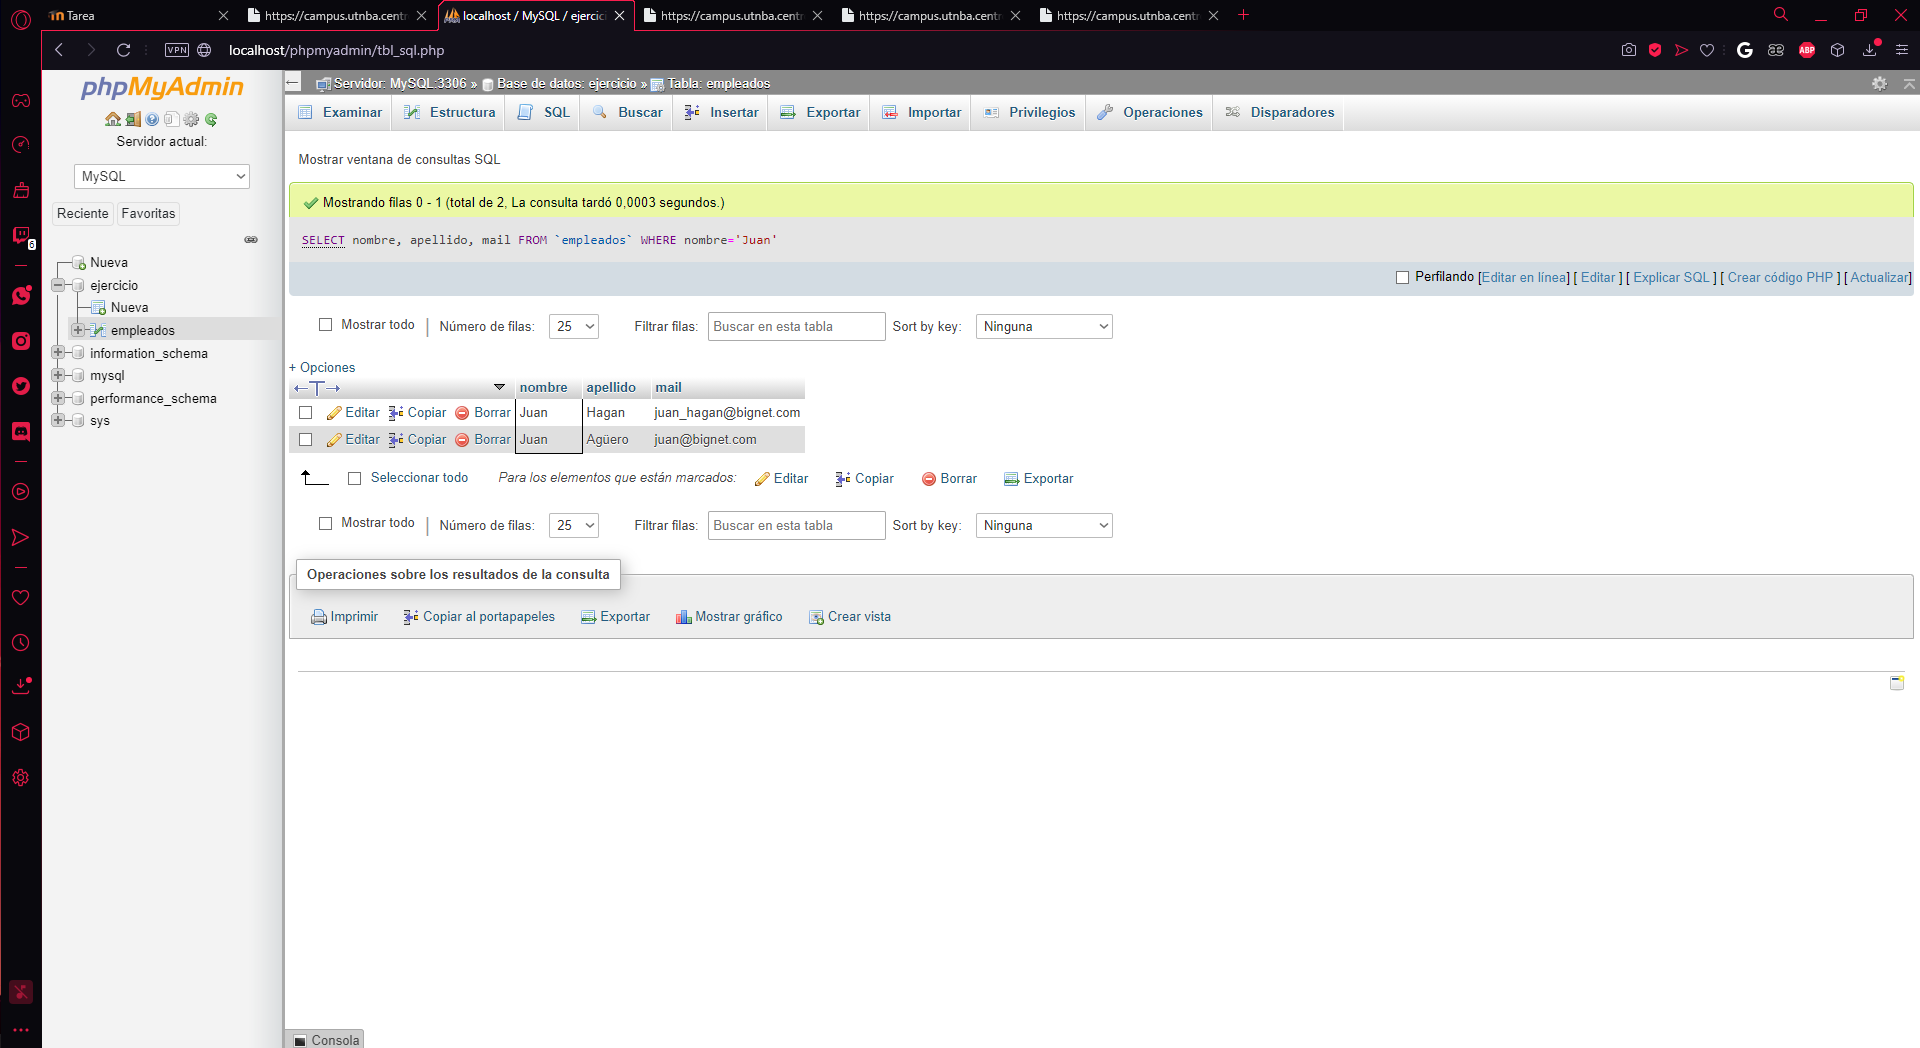 Tarea
https://campus.utnba.centr
localhost / MySQL / ejercic
https://campus.utnba.centr
https://campus.utnba.centr
https://campus.utnba.centr
VPN
localhost/phpmyadmin/tbl_sql.php
G
ABP
phpMyAdmin
Servidor actual:
MySQL
Reciente
Favoritas
6
Nueva
ejercicio
Nueva
empleados
information_schema
mysql
performance_schema
sys
Servidor: MySQL:3306 » Base de datos: ejercicio » Tabla: empleados
Examinar
Estructura
SQL
Buscar
Insertar
Exportar
Importar
Privilegios
Operaciones
Disparadores
Mostrar ventana de consultas SQL
Mostrando filas 0 - 1 (total de 2, La consulta tardó 0,0003 segundos.)
SELECT nombre, apellido, mail FROM `empleados` WHERE nombre='Juan'
Perfilando [Editar en línea] [ Editar ] [ Explicar SQL ] [ Crear código PHP ] [ Actualizar]
Mostrar todo | Número de filas: 25 Filtrar filas: Buscar en esta tabla Sort by key: Ninguna
+ Opciones
←T→ nombre apellido mail
Editar Copiar Borrar Juan Hagan juan_hagan@bignet.com
Editar Copiar Borrar Juan Agüero juan@bignet.com
Seleccionar todo Para los elementos que están marcados: Editar Copiar Borrar Exportar
Mostrar todo | Número de filas: 25 Filtrar filas: Buscar en esta tabla Sort by key: Ninguna
Operaciones sobre los resultados de la consulta
Imprimir Copiar al portapapeles Exportar Mostrar gráfico Crear vista
Consola